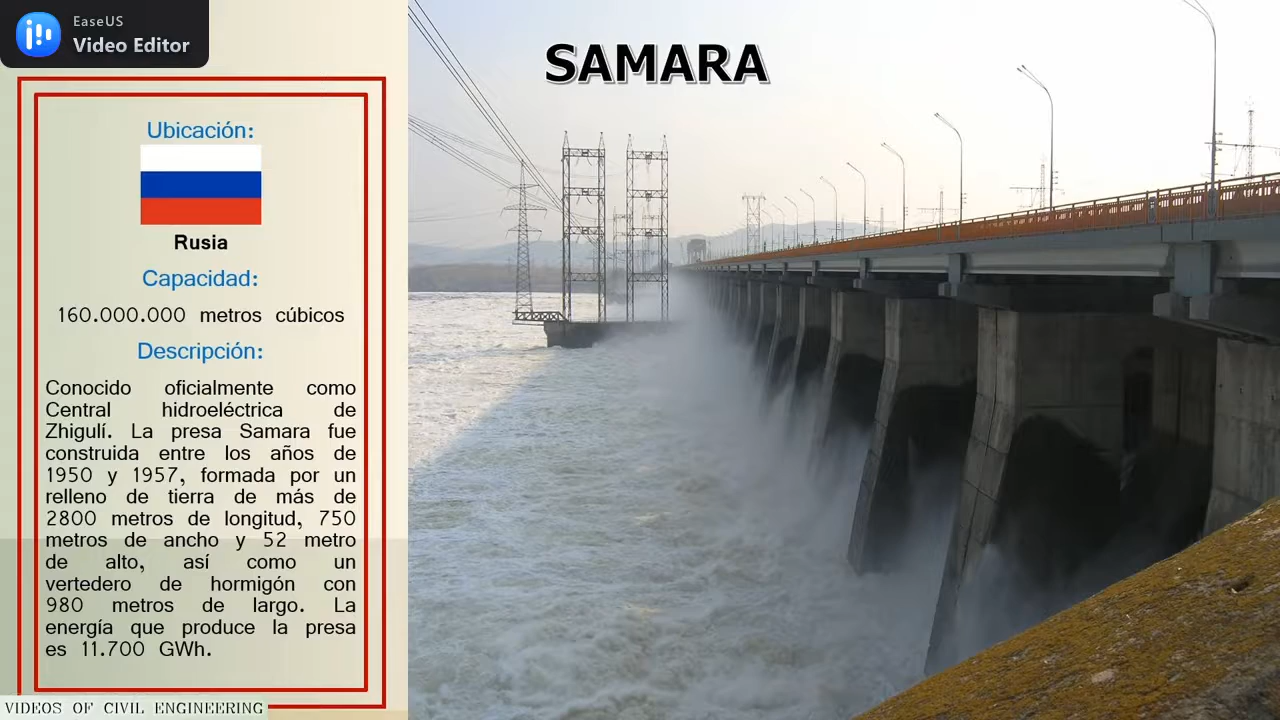 EaseUS
Video Editor
SAMARA
Ubicación:
Rusia
Capacidad:
160.000.000 metros cúbicos
Descripción:
Conocido oficialmente como
Central hidroeléctrica de
Zhigulí. La presa Samara fue
construida entre los años de
1950 y 1957, formada por un
relleno de tierra de más de
2800 metros de longitud, 750
metros de ancho y 52 metro
de alto, así como un
vertedero de hormigón con
980 metros de largo. La
energía que produce la presa
es 11.700 GWh.
VIDEOS OF CIVIL ENGINEERING